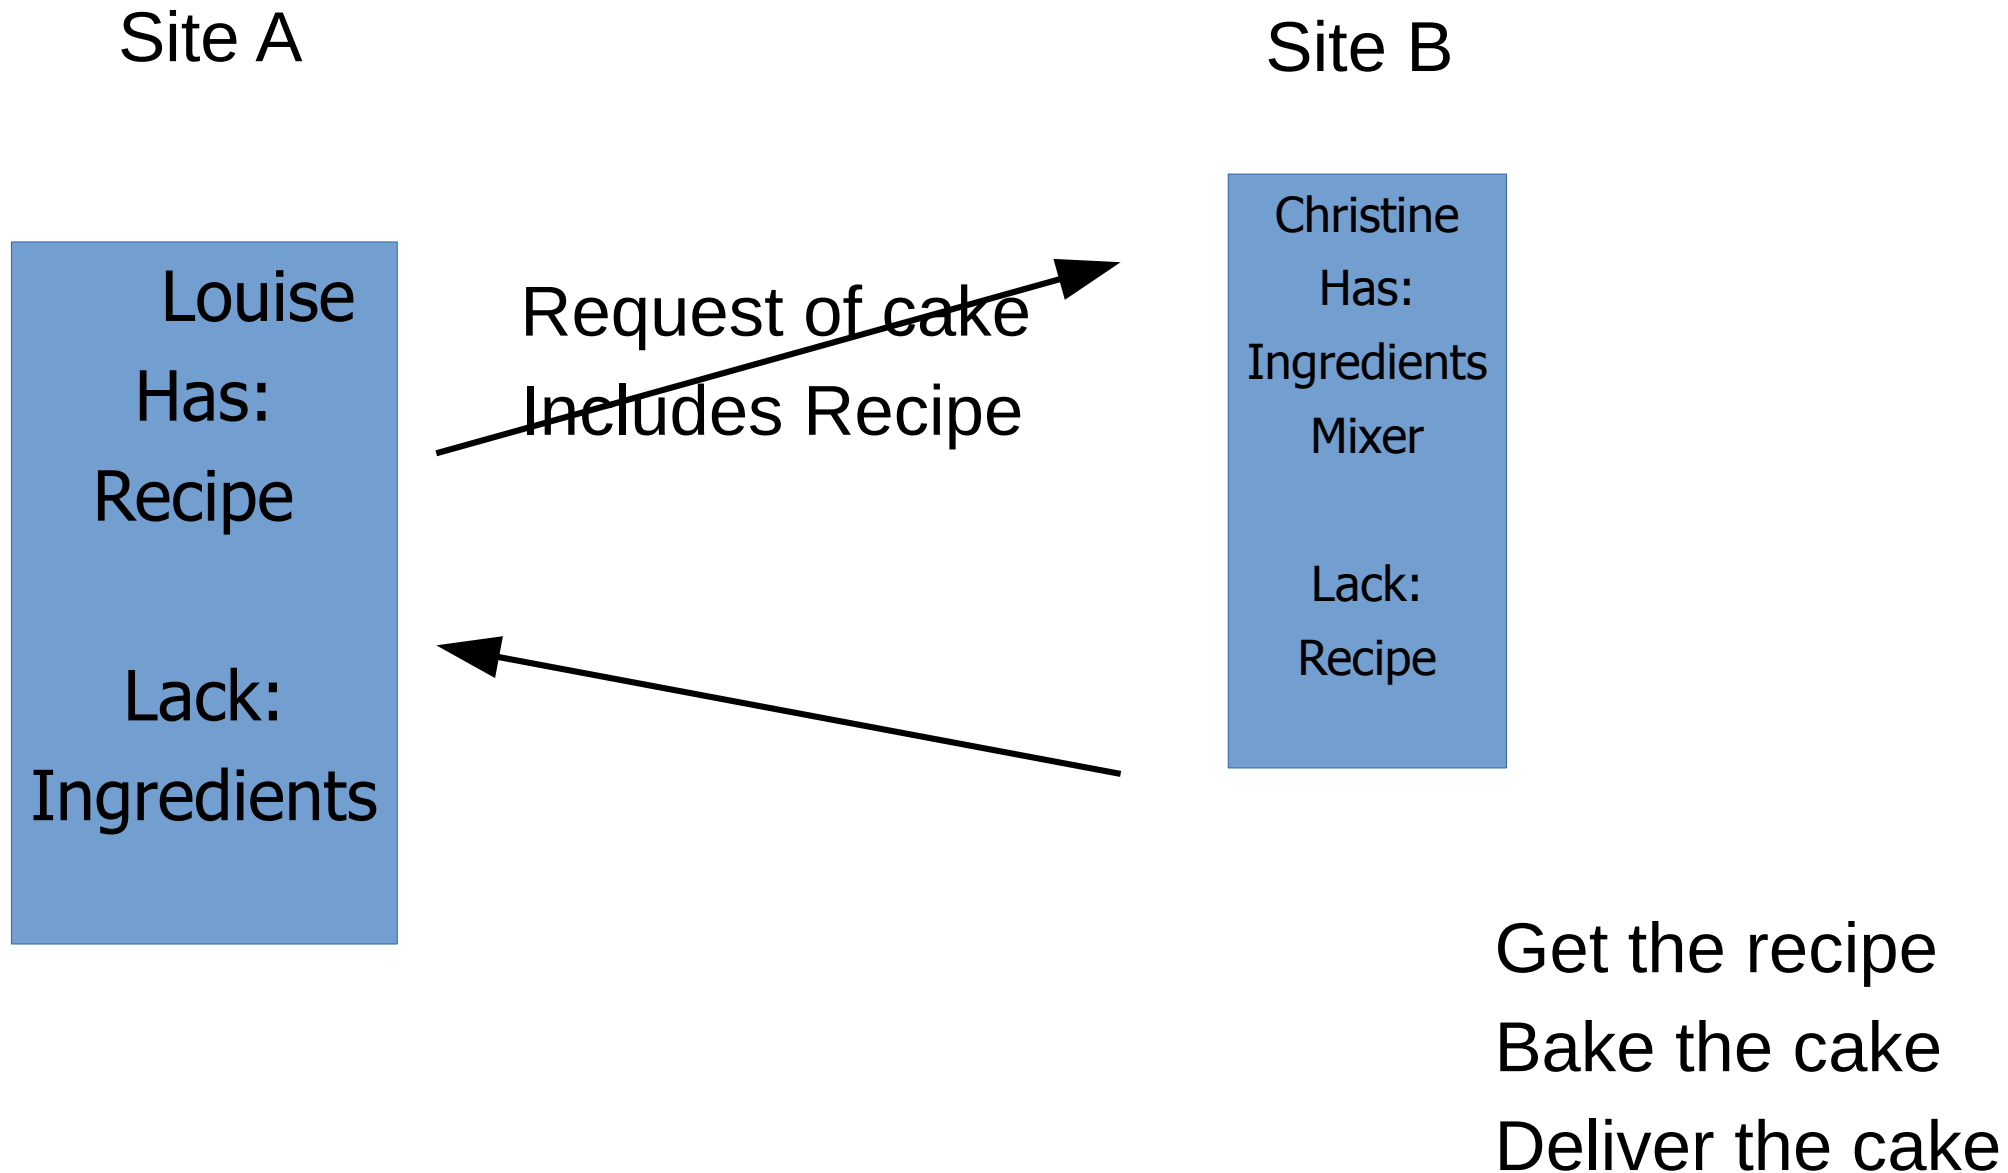 Site A
Site B
Louise
Has:
Recipe
Lack:
Ingredients
Request of cake
Includes Recipe
Christine
Has:
Ingredients
Mixer
Lack:
Recipe
Get the recipe
Bake the cake
Deliver the cake